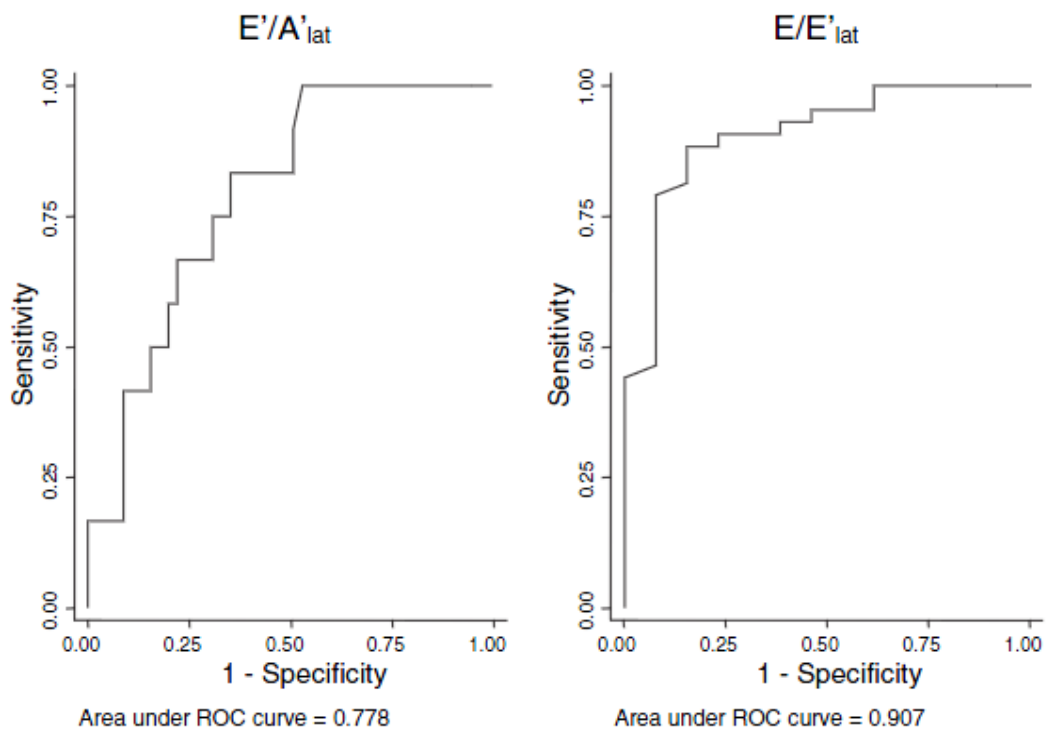 E’/A’lat
1.00
0.75
0.50
0.25
0.00
Sensitivity
0.00 0.25 0.50 0.75 1.00
1 - Specificity
Area under ROC curve = 0.778
E/E’lat
1.00
0.75
0.50
0.25
0.00
Sensitivity
0.00 0.25 0.50 0.75 1.00
1 - Specificity
Area under ROC curve = 0.907